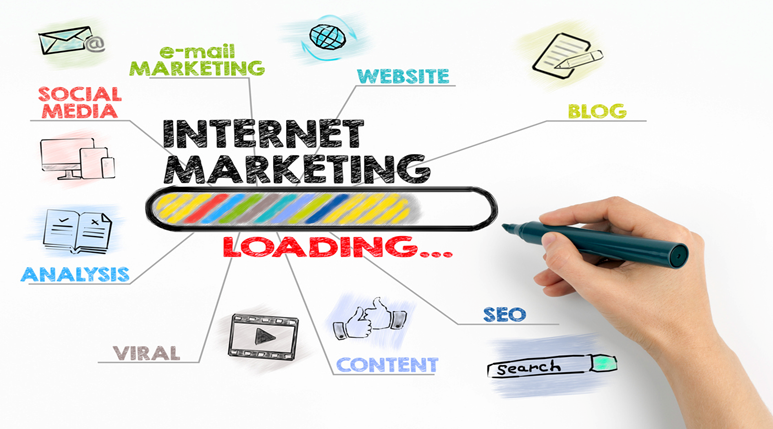 @
e-mail
MARKETING
WEBSITE
SOCIAL
MEDIA
BLOG
INTERNET
MARKETING
LOADING...
ANALYSIS
SEO
VIRAL
CONTENT
search